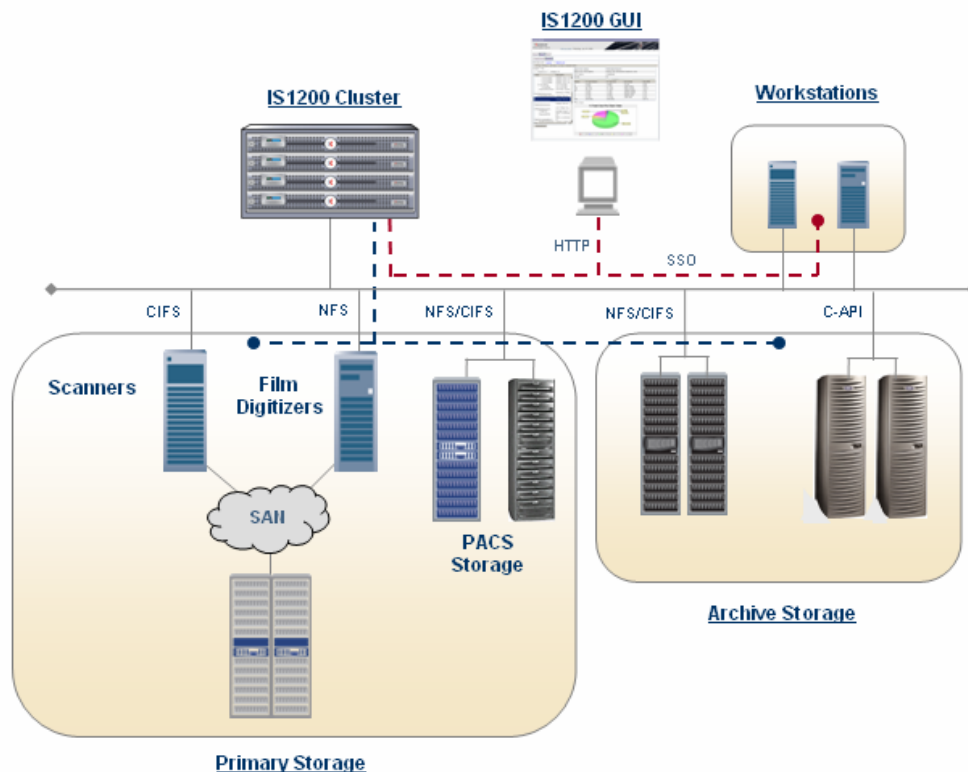 IS1200 GUI
IS1200 Cluster
Workstations
HTTP
SSO
CIFS
NFS
NFS/CIFS
NFS/CIFS
C-API
Scanners
Film
Digitizers
SAN
PACS
Storage
Archive Storage
Primary Storage